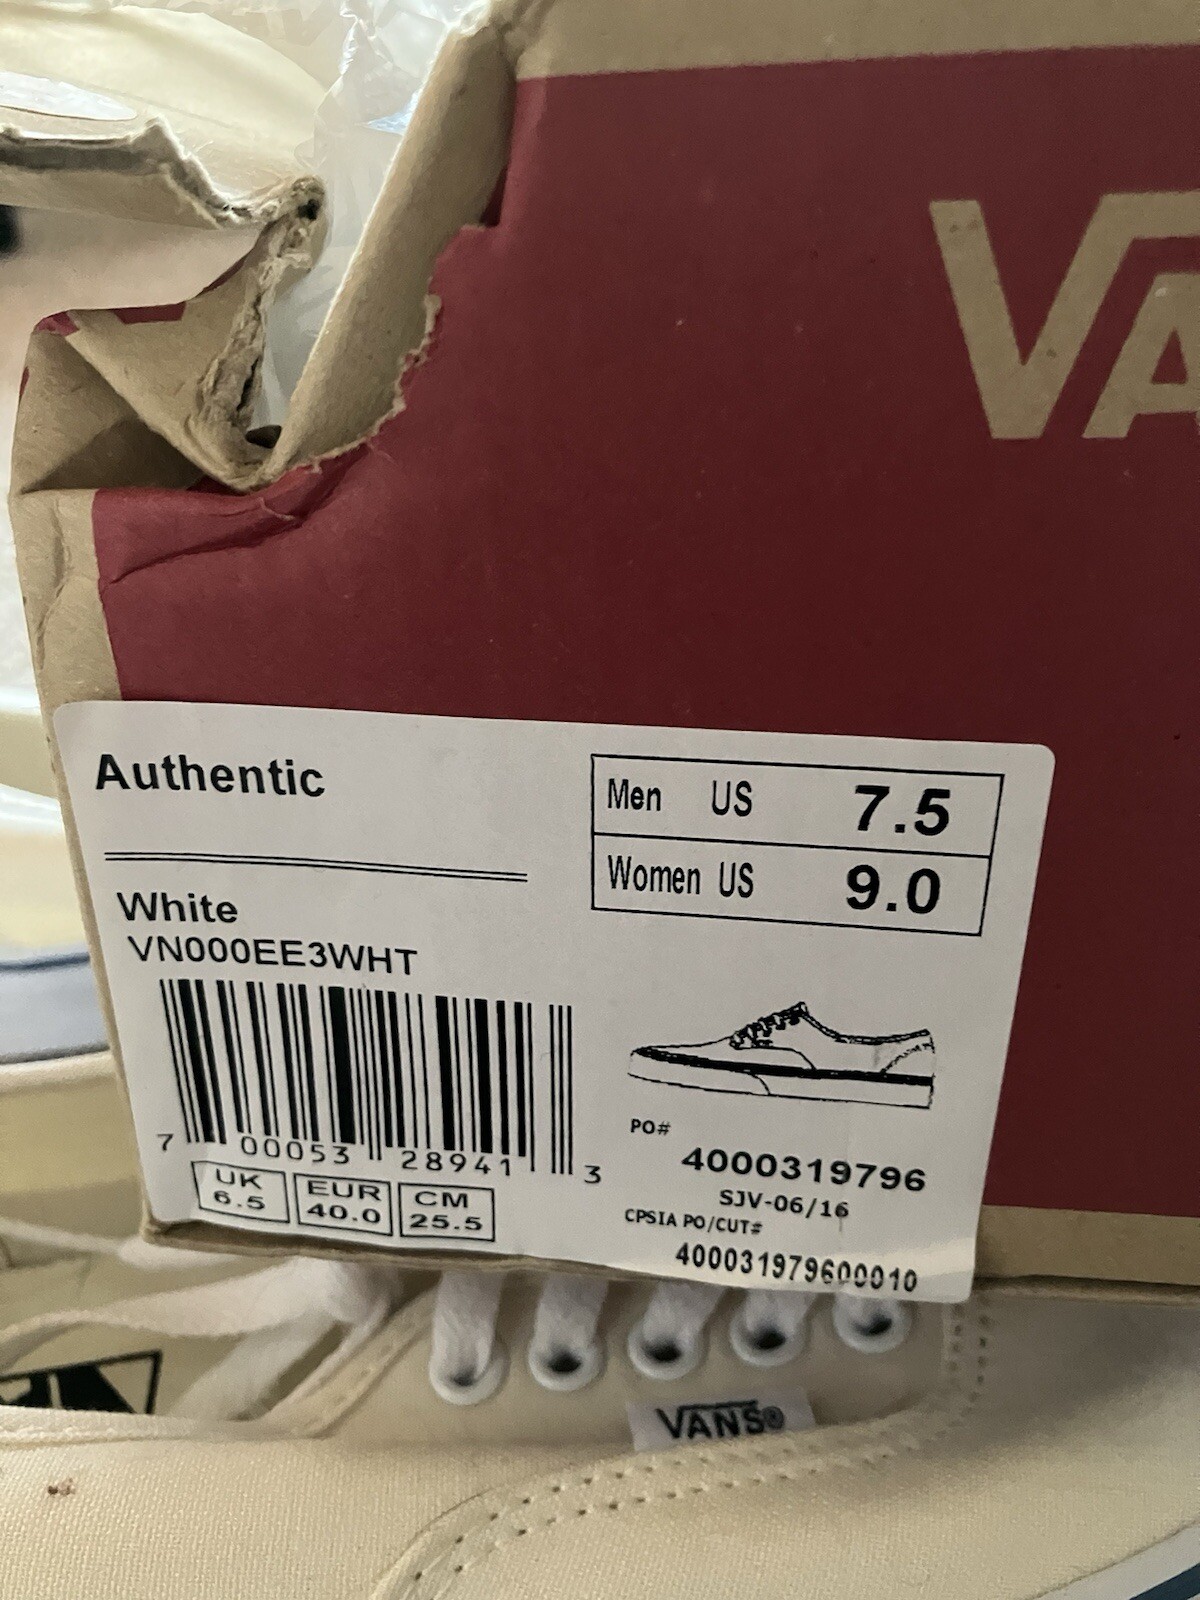 VA
Authentic
Men US 7.5
Women US 9.0
White
VN000EE3WHT
7 00053 28941 3
UK
6.5
EUR
40.0
CM
25.5
PO#
4000319796
SJV-06/16
CPSIA PO/CUT#
400031979600010
VANS®